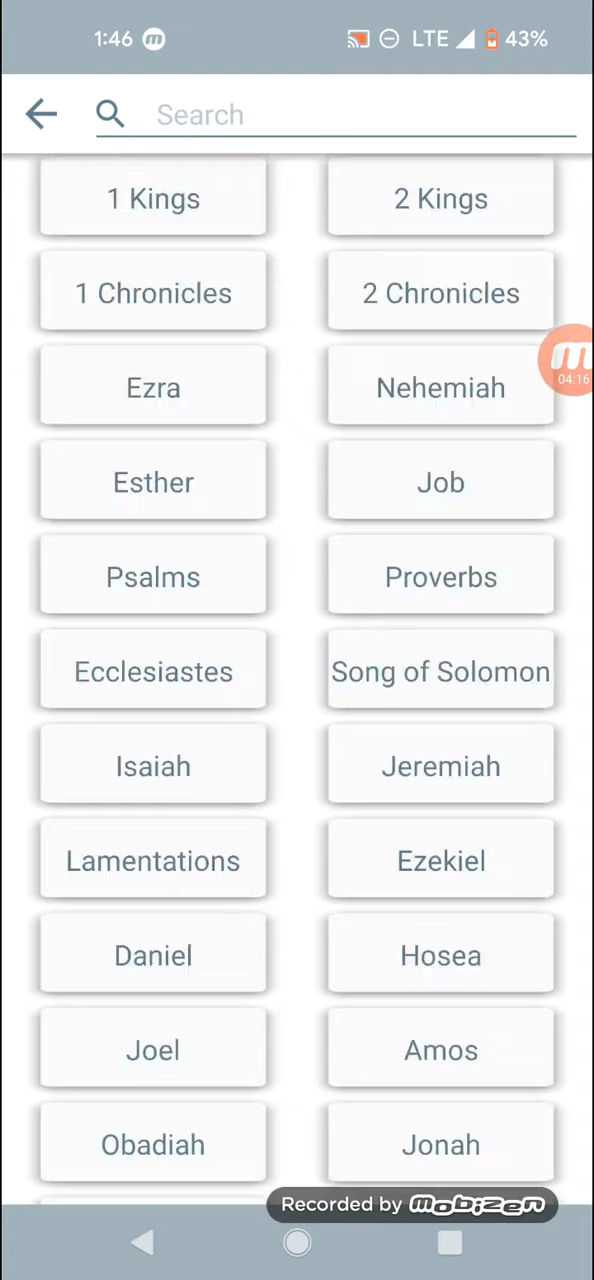 1:46 m LTE 43%
Search
1 Kings 2 Kings
1 Chronicles 2 Chronicles
Ezra Nehemiah
m
04:16
Esther Job
Psalms Proverbs
Ecclesiastes Song of Solomon
Isaiah Jeremiah
Lamentations Ezekiel
Daniel Hosea
Joel Amos
Obadiah Jonah
Recorded by mobizen